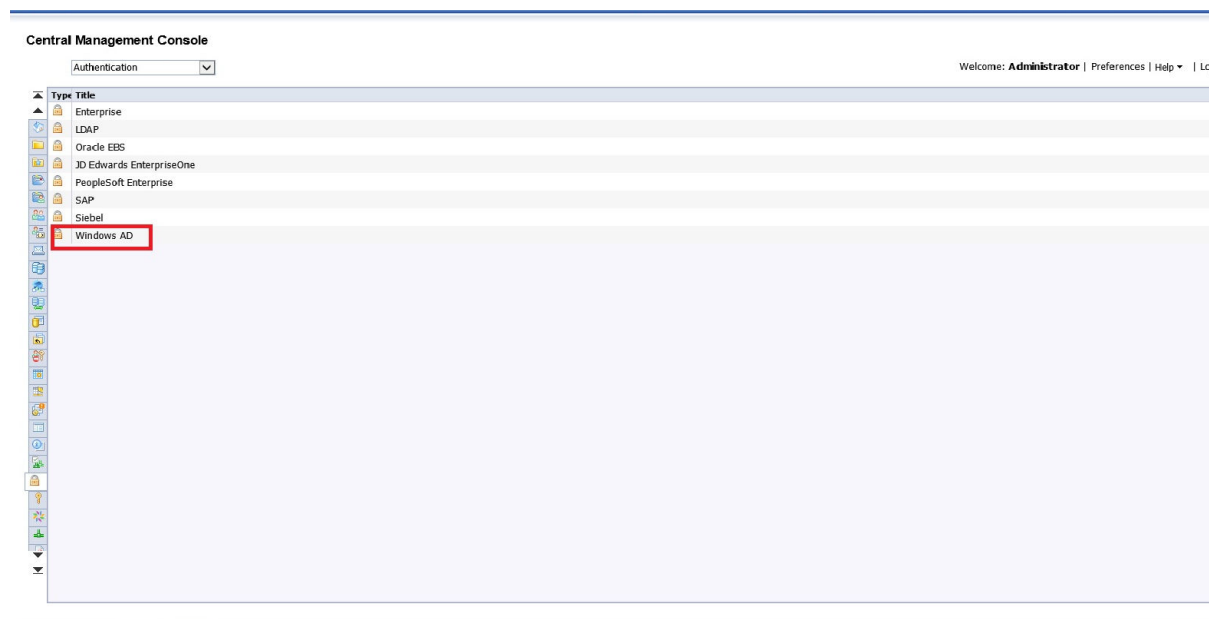 Central Management Console
Authentication
Welcome: Administrator | Preferences | Help | Lo
Type Title
Enterprise
LDAP
Oracle EBS
JD Edwards EnterpriseOne
PeopleSoft Enterprise
SAP
Siebel
Windows AD